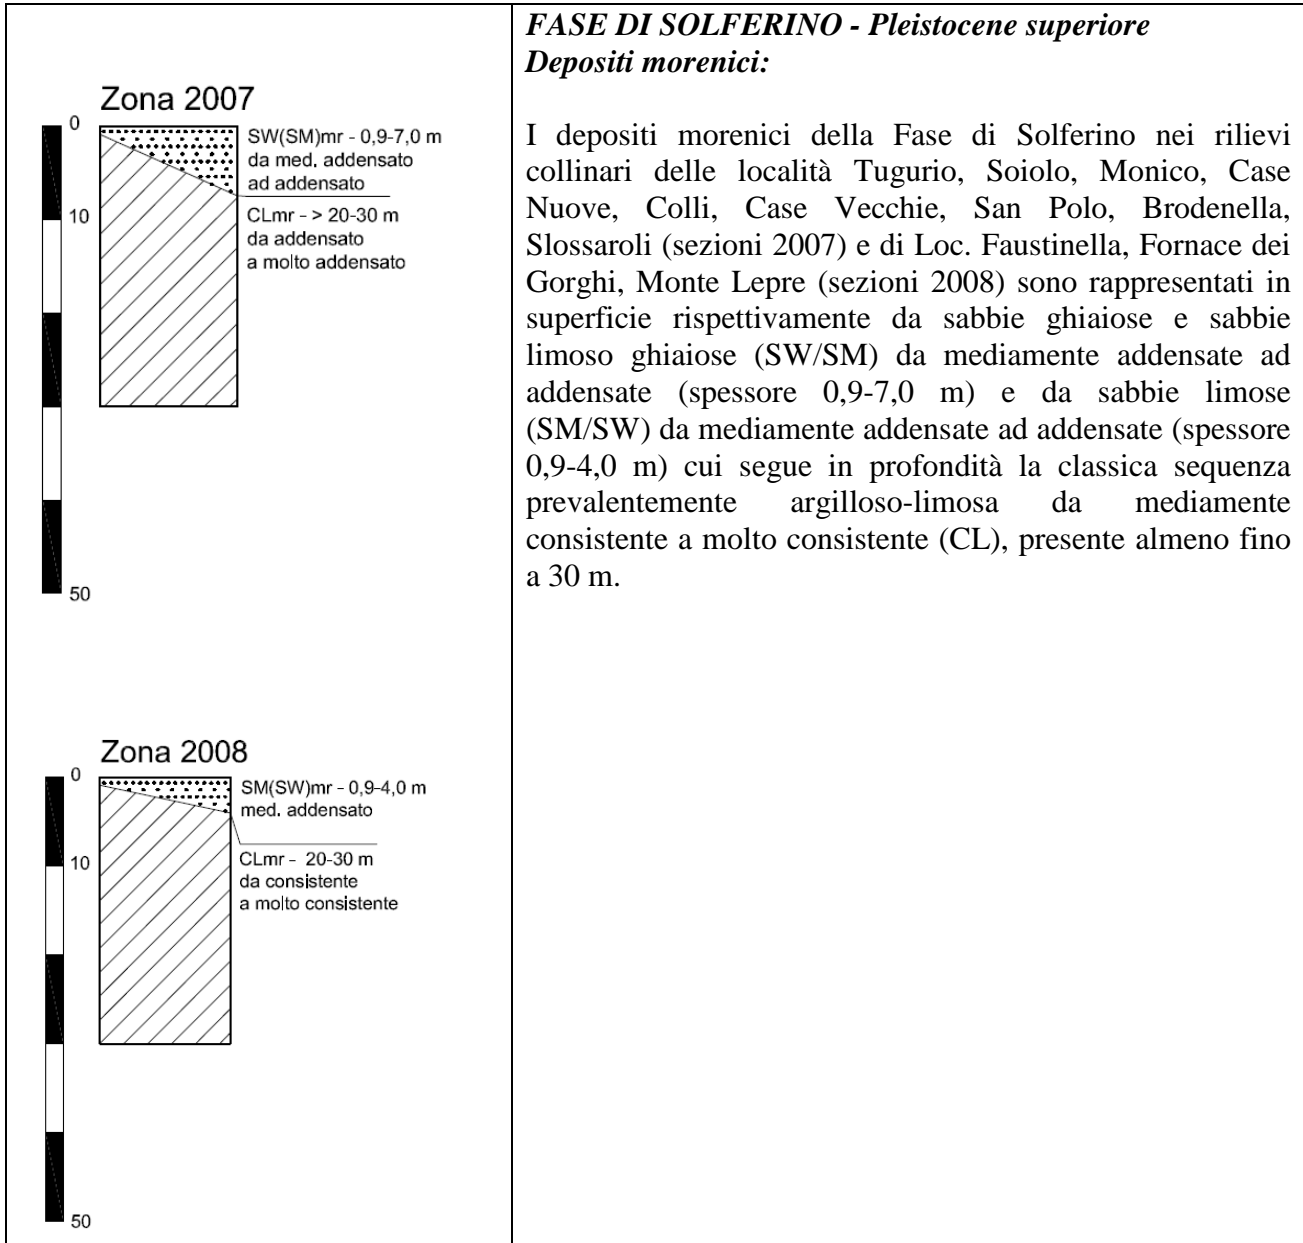 Zona 2007
0
SW(SM)mr - 0,9-7,0 m
da med. addensato
ad addensato
10
CLmr - > 20-30 m
da addensato
a molto addensato
50
Zona 2008
0
SM(SW)mr - 0,9-4,0 m
med. addensato
10
CLmr - 20-30 m
da consistente
a molto consistente
50
FASE DI SOLFERINO - Pleistocene superiore
Depositi morenici:
I depositi morenici della Fase di Solferino nei rilievi
collinari delle località Tugurio, Soiolo, Monico, Case
Nuove, Colli, Case Vecchie, San Polo, Brodenella,
Slossaroli (sezioni 2007) e di Loc. Faustinella, Fornace dei
Gorghi, Monte Lepre (sezioni 2008) sono rappresentati in
superficie rispettivamente da sabbie ghiaiose e sabbie
limoso ghiaiose (SW/SM) da mediamente addensate ad
addensate (spessore 0,9-7,0 m) e da sabbie limose
(SM/SW) da mediamente addensate ad addensate (spessore
0,9-4,0 m) cui segue in profondità la classica sequenza
prevalentemente argilloso-limosa da mediamente
consistente a molto consistente (CL), presente almeno fino
a 30 m.